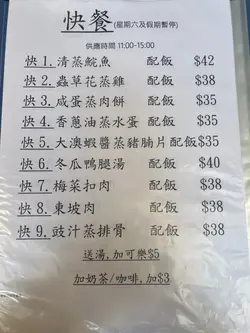 快餐(星期六及假期暫停)
供應時間 11:00-15:00
快1.清蒸鯇魚 配飯 $42
快2.蟲草花蒸雞 配飯 $38
快3.咸蛋蒸肉餅 配飯 $35
快4.香蔥油蒸水蛋 配飯 $35
快5.大澳蝦醬蒸豬腩片配飯$35
快6.冬瓜鴨腿湯 配飯 $40
快7.梅菜扣肉 配飯 $38
快8.東坡肉 配飯 $38
快9.豉汁蒸排骨 配飯 $38
送湯,加可樂$5
加奶茶/咖啡,加$3